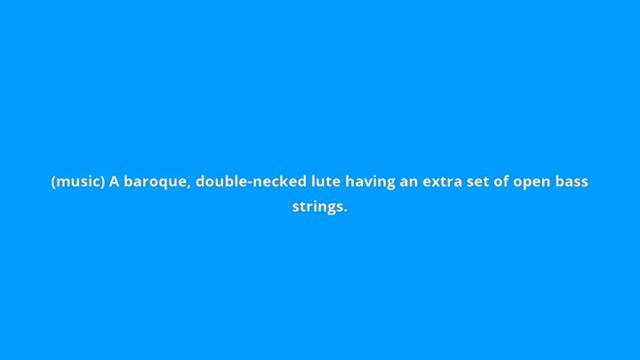 (music) A baroque, double-necked lute having an extra set of open bass
strings.